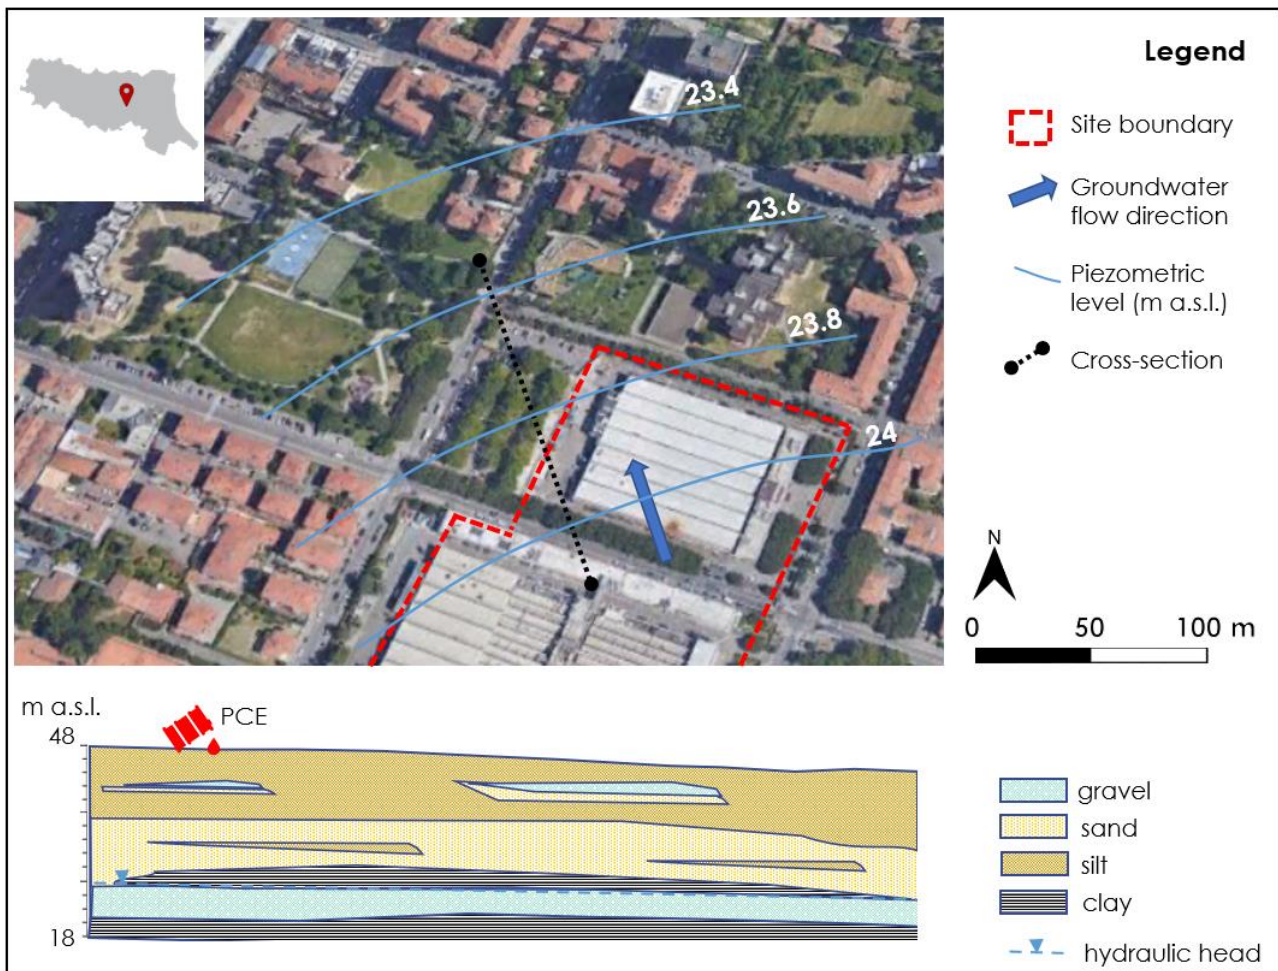 Legend
23.4
Site boundary
Groundwater
flow direction
23.6
Piezometric
level (m a.s.l.)
23.8
Cross-section
24
N
0 50 100 m
m a.s.l.
PCE
48
gravel
sand
silt
clay
18
hydraulic head